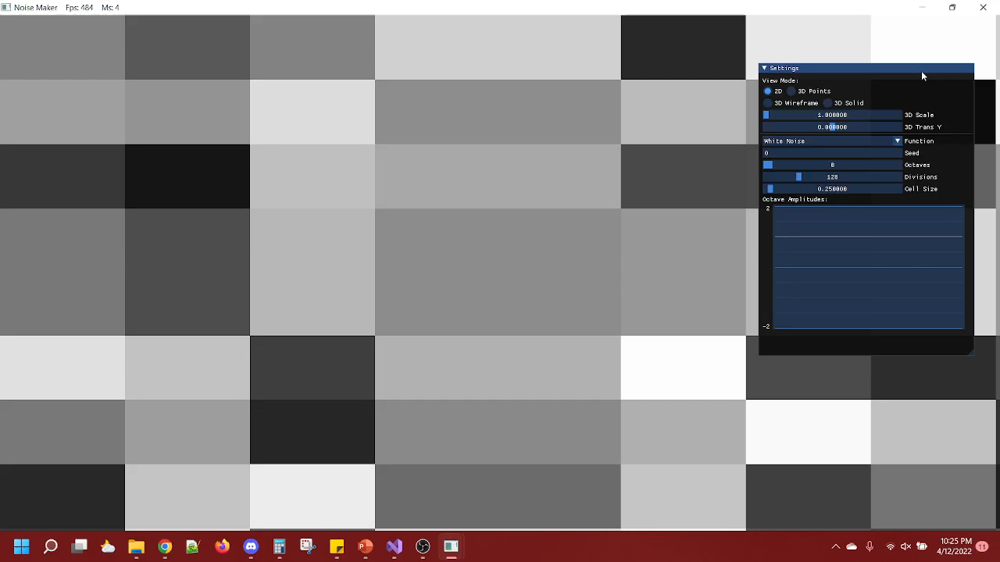 Noise Maker Fps: 484 Ms: 4
Settings
View Mode:
2D 3D Points
3D Wireframe 3D Solid
1.000000 3D Scale
0.000000 3D Trans Y
White Noise Function
0 Seed
0 Octaves
128 Divisions
0.250000 Cell Size
Octave Amplitudes:
2
-2
10:25 PM
4/12/2022 11